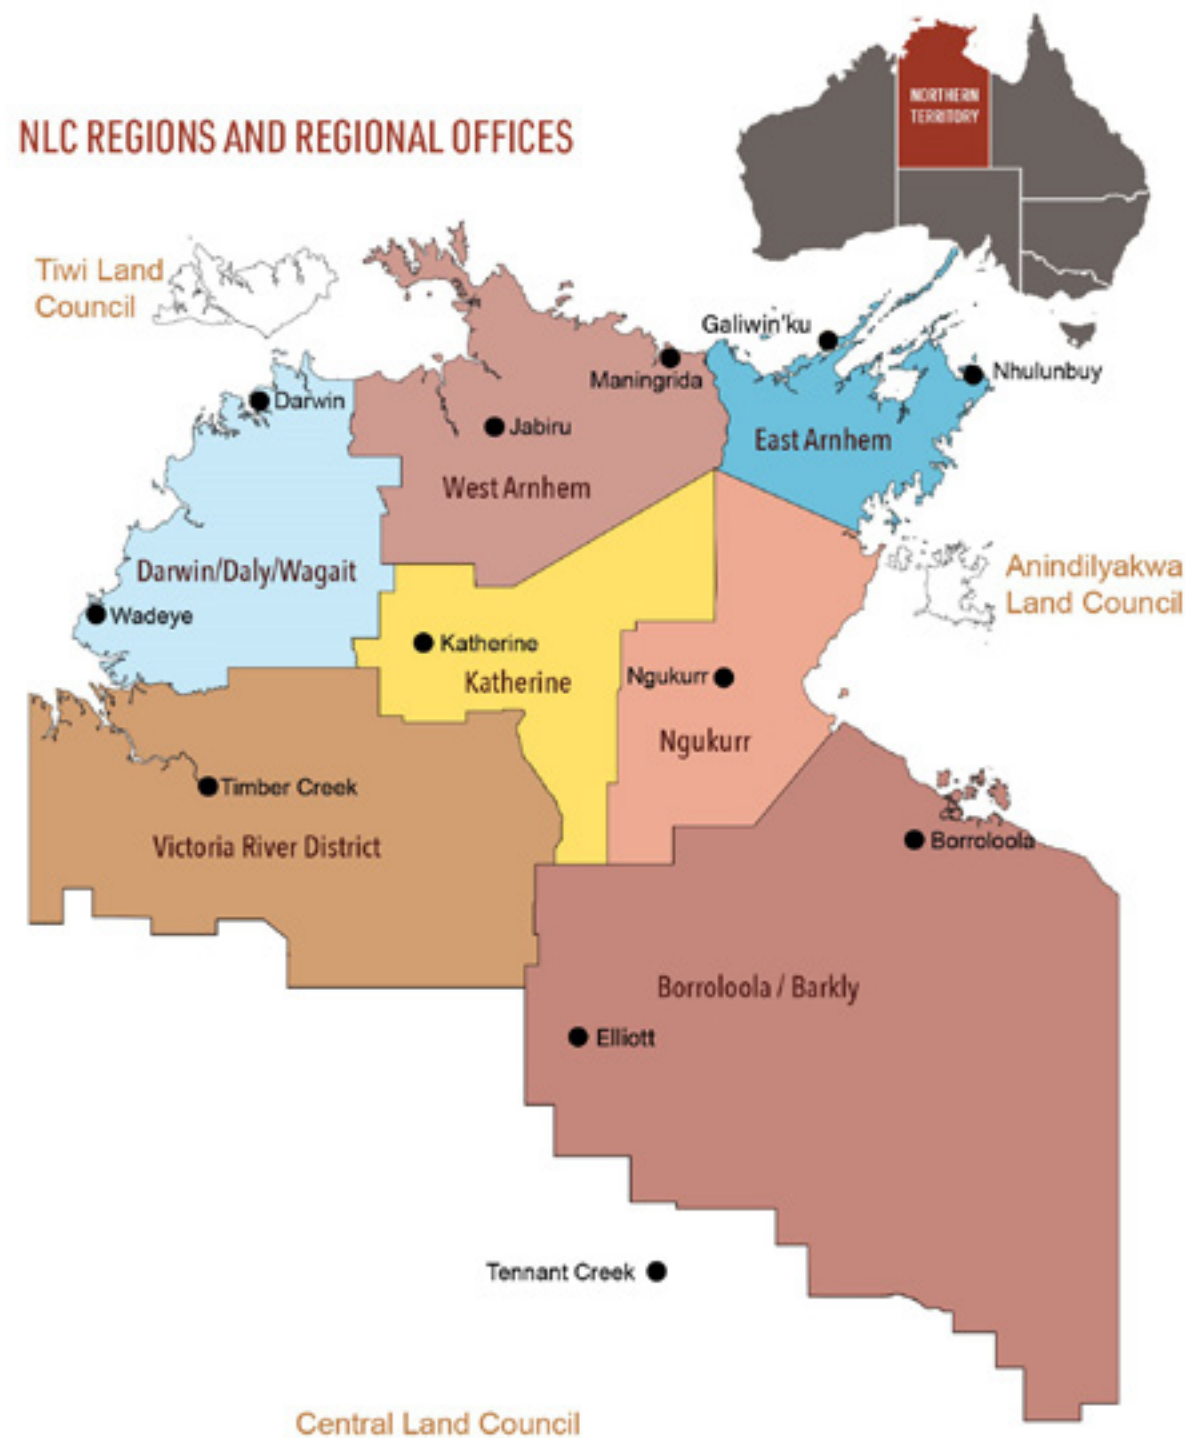 NORTHERN
TERRITORY
NLC REGIONS AND REGIONAL OFFICES
Tiwi Land
Council
Galiwin'ku
Maningrida
Nhulunbuy
Darwin
Jabiru
East Arnhem
West Arnhem
Darwin/Daly/Wagait
Anindilyakwa
Land Council
Wadeye
Katherine
Katherine
Ngukurr
Ngukurr
Timber Creek
Victoria River District
Borroloola
Borroloola / Barkly
Elliott
Tennant Creek
Central Land Council